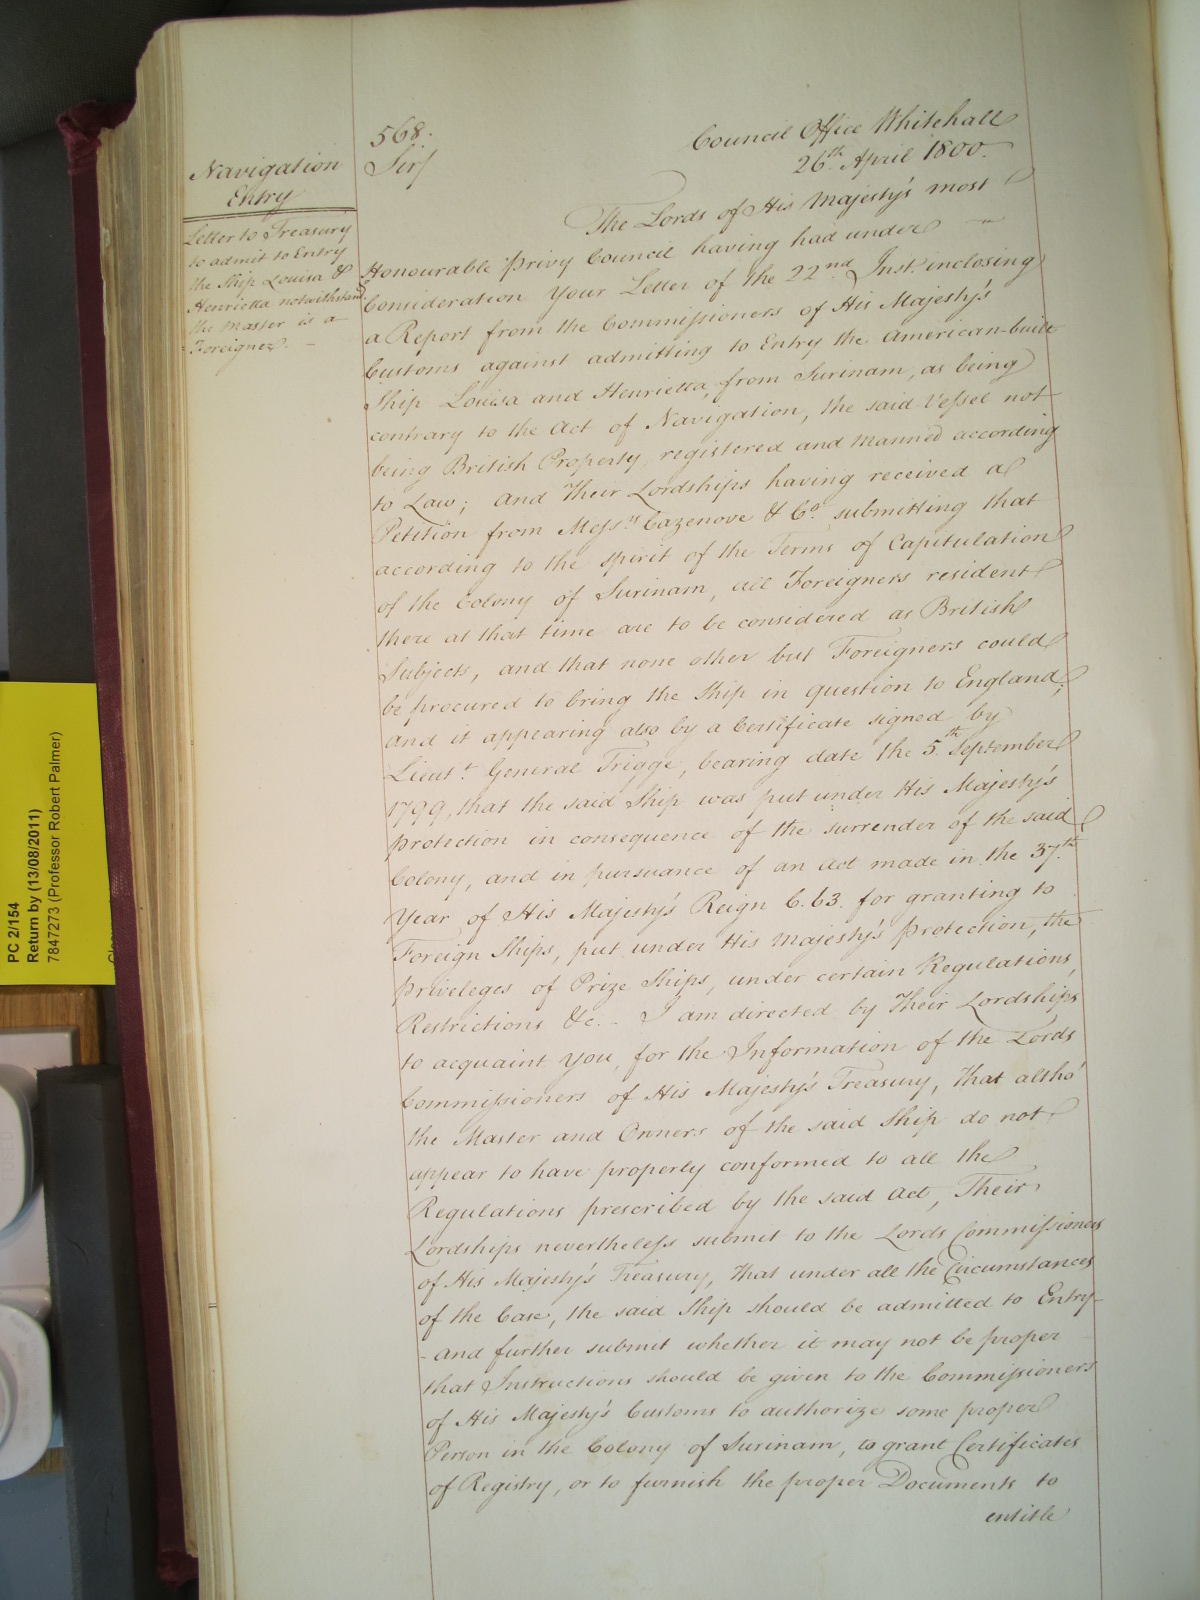 568.
Council Office Whitehall
26th April 1800.
Sir/
Navigation
Entry
Letter to Treasury
to admit to Entry
the Ship Louisa &
Henrietta notwithstandg
the Master is a
Foreigner. –
The Lords of His Majesty's most
Honourable Privy Council having had under
Consideration Your Letter of the 22nd Inst. inclosing
a Report from the Commissioners of His Majesty's
Customs against admitting to Entry the American-built
Ship Louisa and Henrietta, from Surinam, as being
contrary to the Act of Navigation, the said Vessel not
being British Property, registered and Manned according
to Law; And Their Lordships having received a
Petition from Messrs Cazenove & Co. submitting that
according to the spirit of the Terms of Capitulation
of the Colony of Surinam, all Foreigners resident
there at that time are to be considered as British
Subjects, and that none other but Foreigners could
be procured to bring the Ship in question to England;
And it appearing also by a Certificate signed by
Lieut. General Trigge, bearing date the 5th September
1799, that the said Ship was put under His Majesty's
protection in consequence of the surrender of the said
Colony, and in pursuance of an Act made in the 37th
Year of His Majesty's Reign C. 63. for granting to
Foreign Ships, put under His Majesty's Protection, the
Priveleges of Prize Ships, under certain Regulations,
Restrictions &c. – I am directed by Their Lordships
to acquaint You, for the Information of the Lords
Commissioners of His Majesty's Treasury, that altho'
the Master and Owners of the said Ship do not
appear to have properly conformed to all the
Regulations prescribed by the said Act, Their
Lordships nevertheless submit to the Lords Commissioners
of His Majesty's Treasury, that under all the Circumstances
of the Case, the said Ship should be admitted to Entry –
– And further submit whether it may not be proper
that Instructions should be given to the Commissioners
of His Majesty's Customs to authorize some proper
Person in the Colony of Surinam, to grant Certificates
of Registry, or to furnish the proper Documents to
entitle
PC 2/154
Return by (13/08/2011)
7847273 (Professor Robert Palmer)